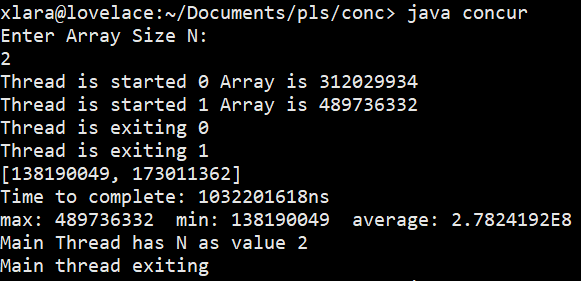 xlara@lovelace:~/Documents/pls/conc> java concur
Enter Array Size N:
2
Thread is started 0 Array is 312029934
Thread is started 1 Array is 489736332
Thread is exiting 0
Thread is exiting 1
[138190049, 173011362]
Time to complete: 1032201618ns
max: 489736332  min: 138190049  average: 2.7824192E8
Main Thread has N as value 2
Main thread exiting